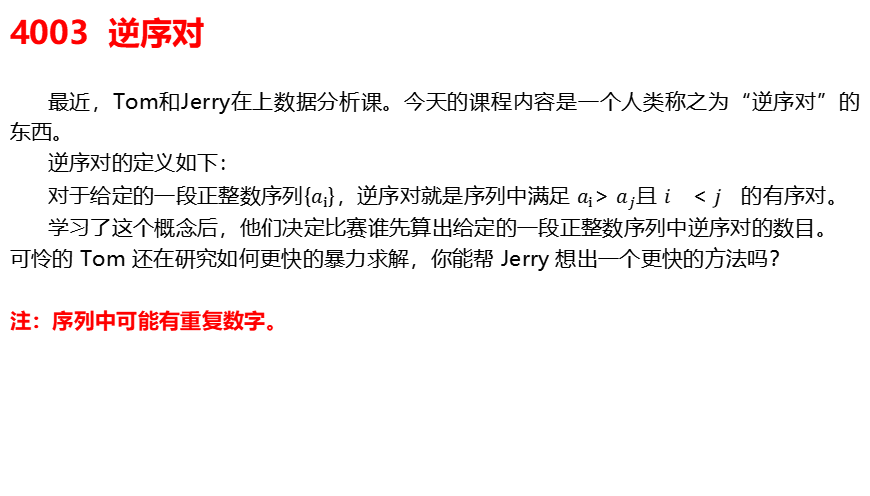 4003 逆序对
最近，Tom和Jerry在上数据分析课。今天的课程内容是一个人类称之为“逆序对”的
东西。
逆序对的定义如下：
对于给定的一段正整数序列{aᵢ}，逆序对就是序列中满足 aᵢ > aⱼ且 i < j 的有序对。
学习了这个概念后，他们决定比赛谁先算出给定的一段正整数序列中逆序对的数目。
可怜的 Tom 还在研究如何更快的暴力求解，你能帮 Jerry 想出一个更快的方法吗？
注：序列中可能有重复数字。